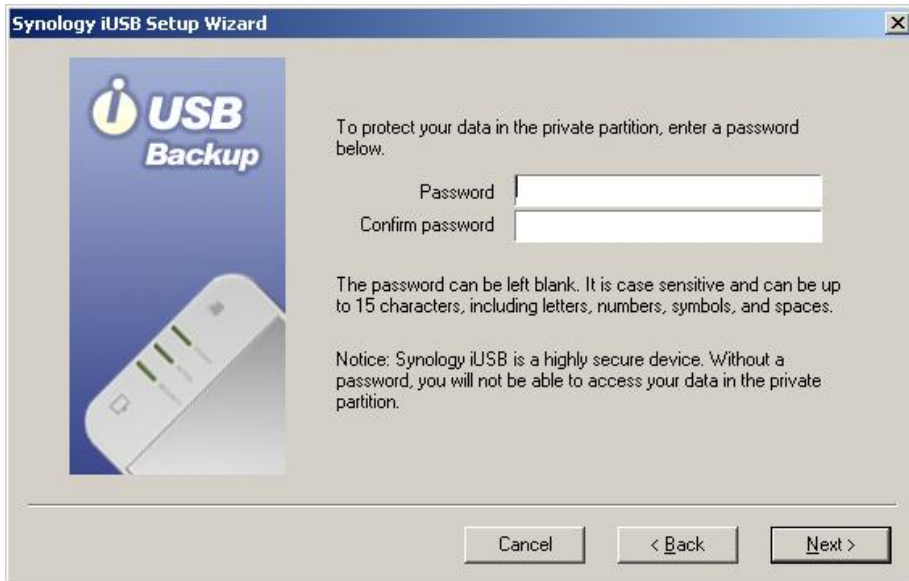 Synology iUSB Setup Wizard
i USB
Backup
To protect your data in the private partition, enter a password
below.
Password
Confirm password
The password can be left blank. It is case sensitive and can be up
to 15 characters, including letters, numbers, symbols, and spaces.
Notice: Synology iUSB is a highly secure device. Without a
password, you will not be able to access your data in the private
partition.
Cancel
< Back
Next >